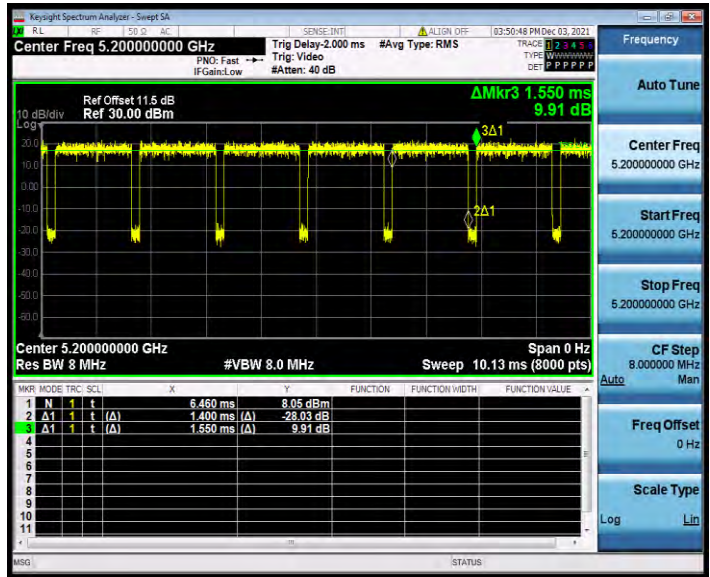 Keysight Spectrum Analyzer - Swept SA
RL RF 50 Ω AC SENSE:INT ALIGN OFF 03:50:48 PM Dec 03, 2021
Center Freq 5.200000000 GHz
PNO: Fast
IFGain:Low
Trig Delay-2.000 ms
Trig: Video
#Atten: 40 dB
#Avg Type: RMS
TRACE 1 2 3 4 5 6
TYPE
DET P P P P P P
Ref Offset 11.5 dB
10 dB/div Ref 30.00 dBm
Log
ΔMkr3 1.550 ms
9.91 dB
3Δ1
2Δ1
20.0
10.0
0.00
-10.0
-20.0
-30.0
-40.0
-50.0
-60.0
Center 5.200000000 GHz Span 0 Hz
Res BW 8 MHz #VBW 8.0 MHz Sweep 10.13 ms (8000 pts)
MKR MODE TRC SCL X Y FUNCTION FUNCTION WIDTH FUNCTION VALUE
1 N 1 t 6.460 ms 8.05 dBm
2 Δ1 1 t (Δ) 1.400 ms (Δ) -28.03 dB
3 Δ1 1 t (Δ) 1.550 ms (Δ) 9.91 dB
4
5
6
7
8
9
10
11
MSG STATUS
Frequency
Auto Tune
Center Freq
5.200000000 GHz
Start Freq
5.200000000 GHz
Stop Freq
5.200000000 GHz
CF Step
8.000000 MHz
Auto Man
Freq Offset
0 Hz
Scale Type
Log Lin